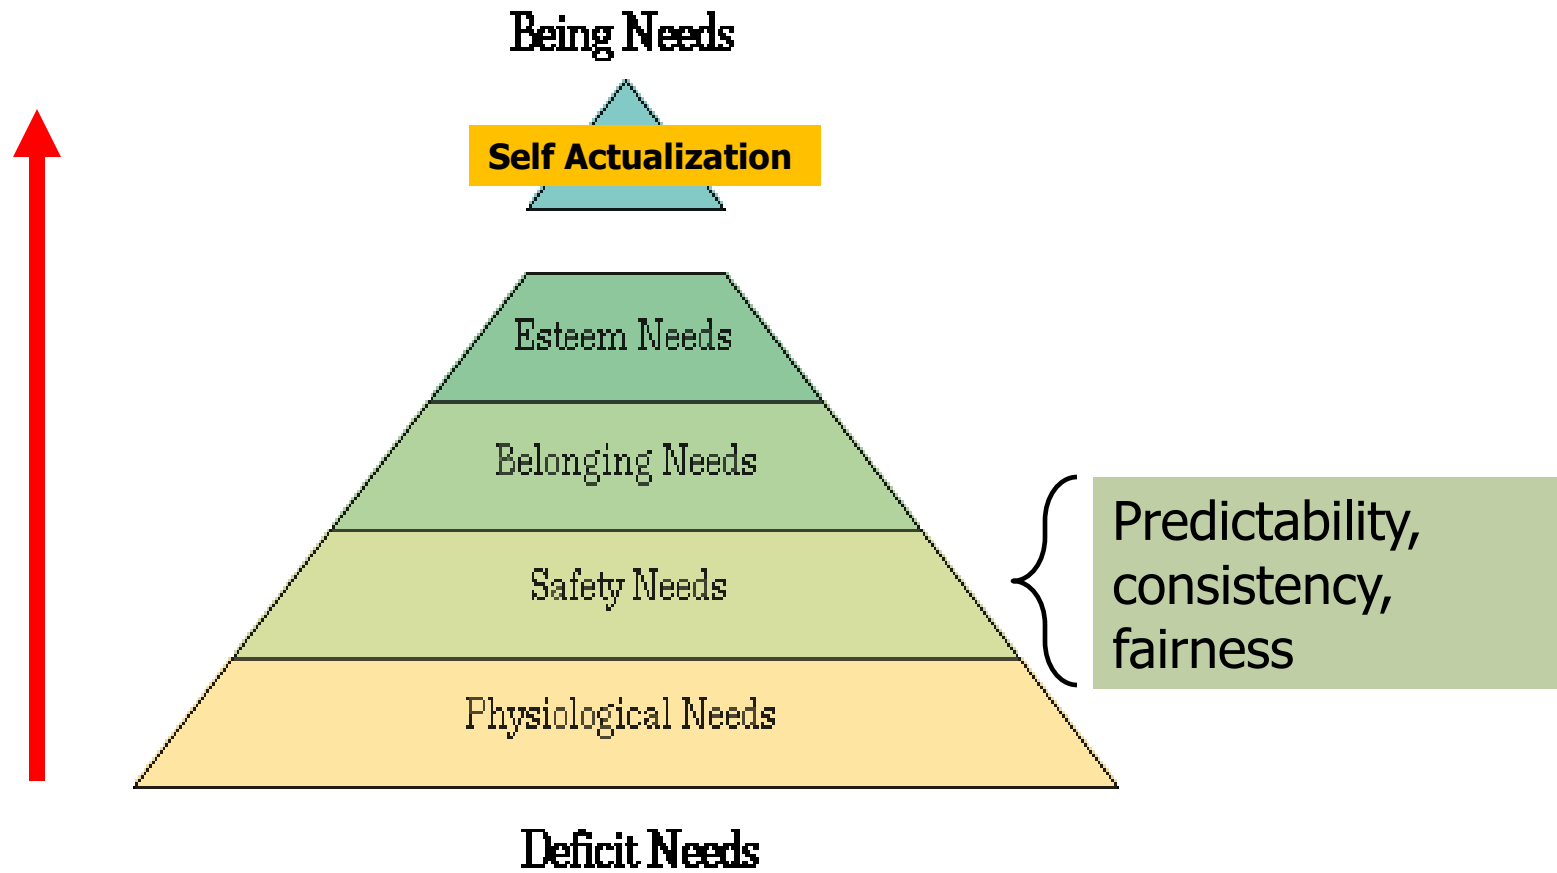 Being Needs
Self Actualization
Esteem Needs
Belonging Needs
Safety Needs
Predictability,
consistency,
fairness
Physiological Needs
Deficit Needs